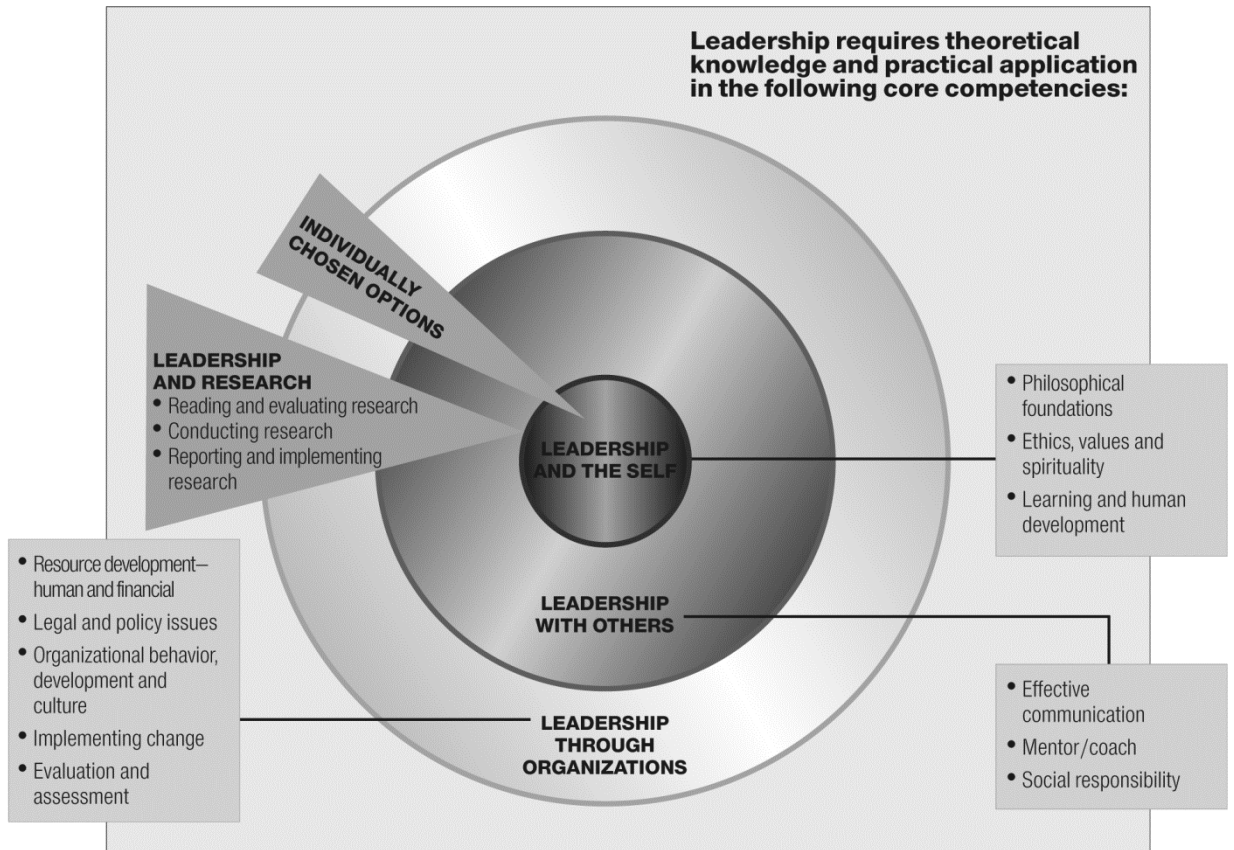 Leadership requires theoretical
knowledge and practical application
in the following core competencies:
INDIVIDUALLY
CHOSEN OPTIONS
LEADERSHIP
AND RESEARCH
• Reading and evaluating research
• Conducting research
• Reporting and implementing
research
LEADERSHIP
AND THE SELF
• Philosophical
foundations
• Ethics, values and
spirituality
• Learning and human
development
LEADERSHIP
WITH OTHERS
• Effective
communication
• Mentor/coach
• Social responsibility
LEADERSHIP
THROUGH
ORGANIZATIONS
• Resource development–
human and financial
• Legal and policy issues
• Organizational behavior,
development and
culture
• Implementing change
• Evaluation and
assessment